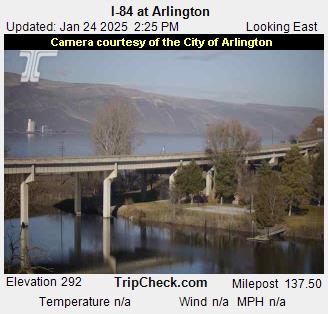 I-84 at Arlington
Updated: Jan 24 2025 2:25 PM Looking East
Camera courtesy of the City of Arlington
Elevation 292 TripCheck.com Milepost 137.50
Temperature n/a Wind n/a MPH n/a